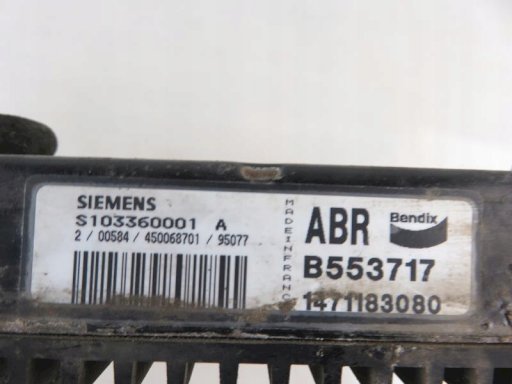 SIEMENS
S103360001 A
2 / 00584 / 450068701 / 95077
MADE IN FRANCE
ABR Bendix
B553717
1471183080